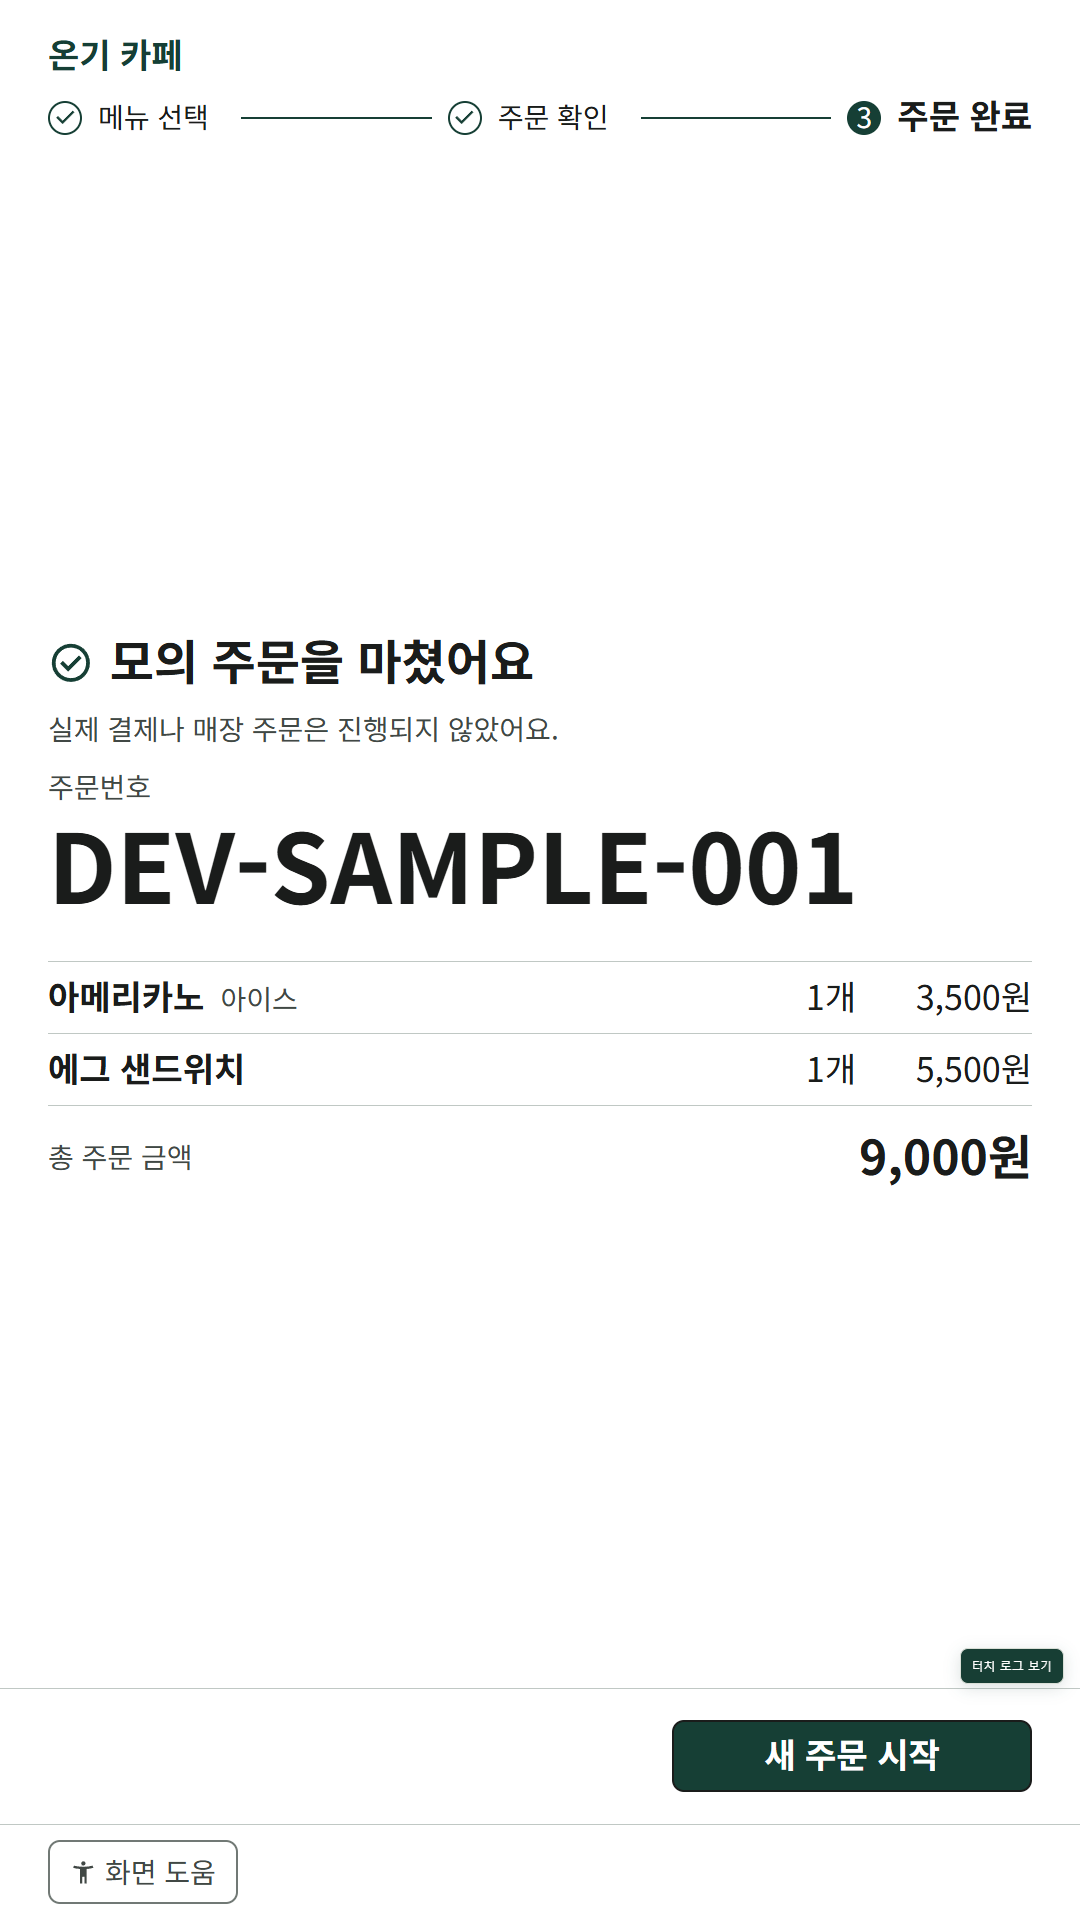 온기 카페
메뉴 선택
주문 확인
3 주문 완료
모의 주문을 마쳤어요
실제 결제나 매장 주문은 진행되지 않았어요.
주문번호
DEV-SAMPLE-001
아메리카노 아이스 1개 3,500원
에그 샌드위치 1개 5,500원
총 주문 금액 9,000원
터치 로그 보기
새 주문 시작
화면 도움